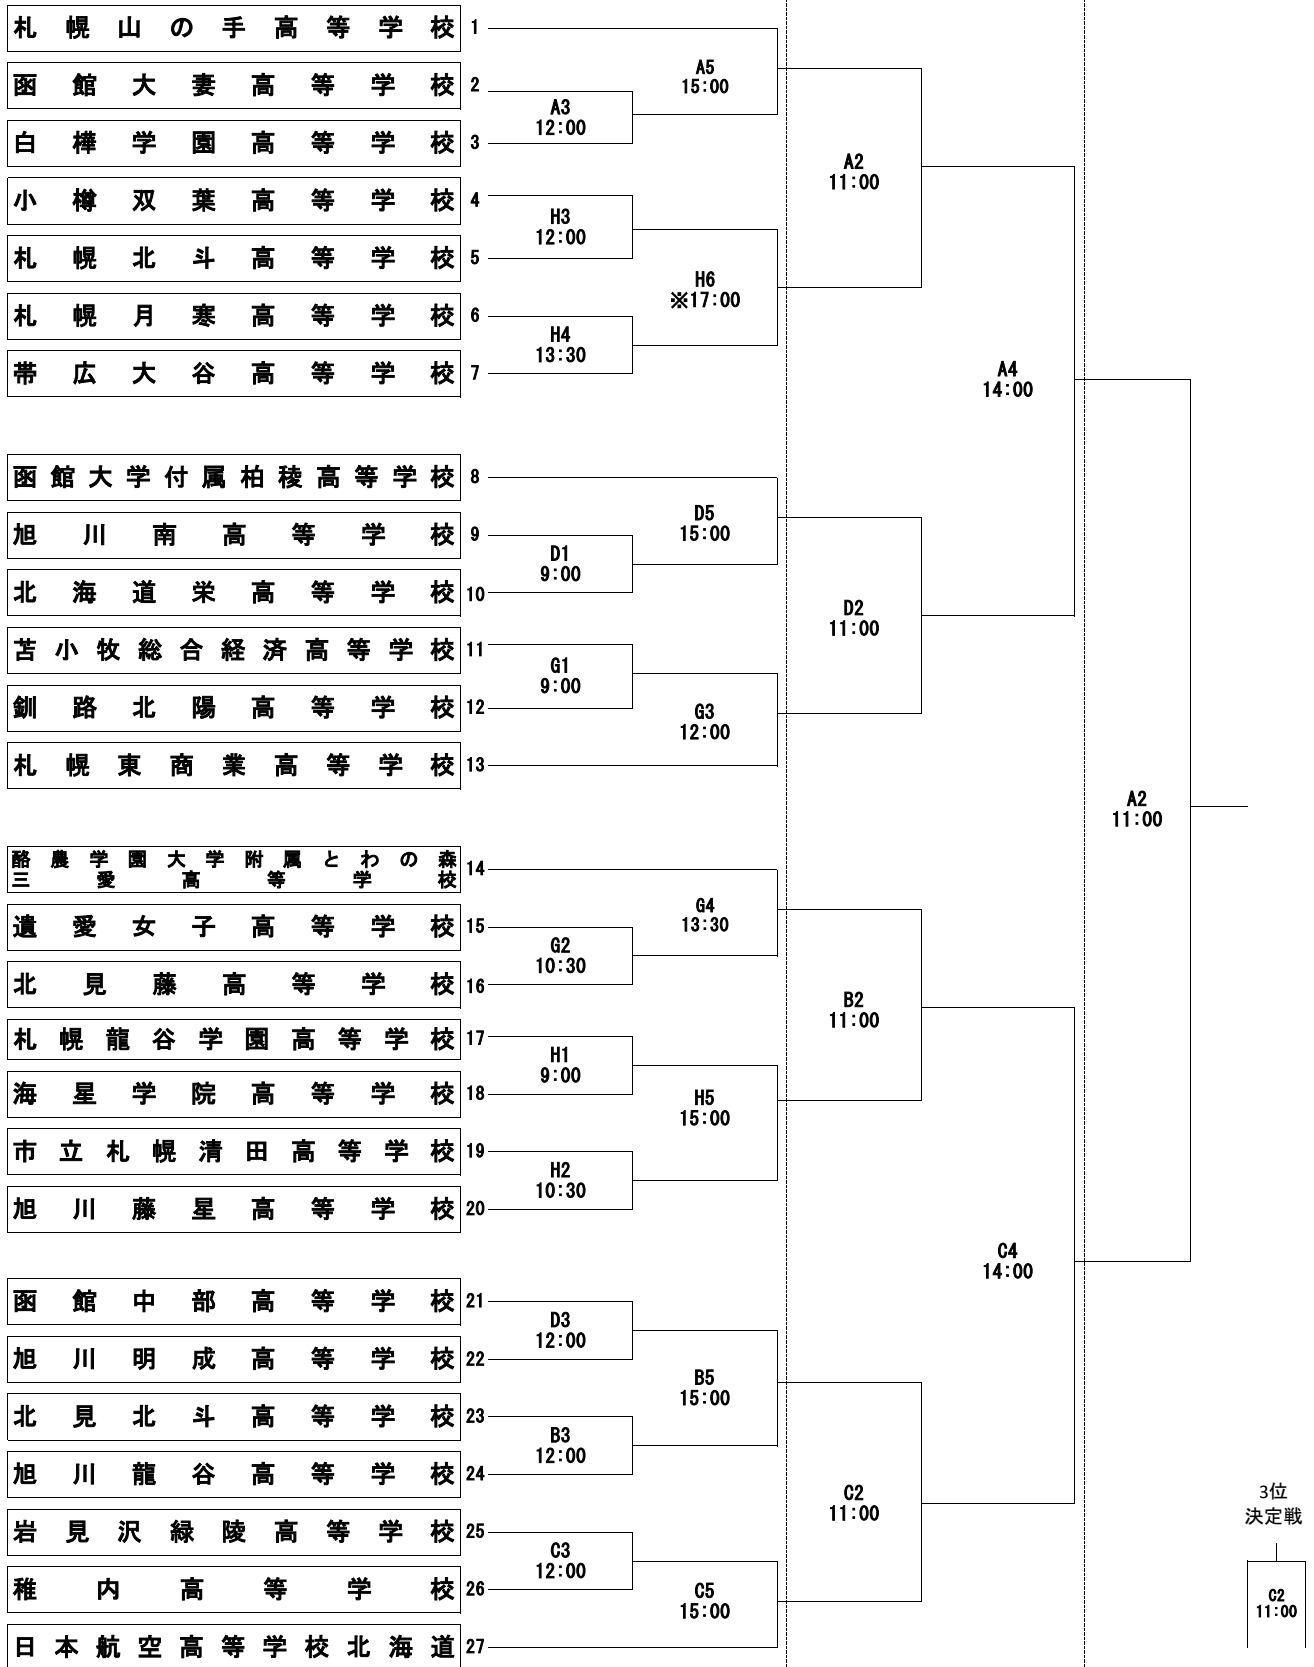 札幌山の手高等学校 1
函館大妻高等学校 2
白樺学園高等学校 3
小樽双葉高等学校 4
札幌北斗高等学校 5
札幌月寒高等学校 6
帯広大谷高等学校 7
函館大学付属柏稜高等学校 8
旭川南高等学校 9
北海道栄高等学校 10
苫小牧総合経済高等学校 11
釧路北陽高等学校 12
札幌東商業高等学校 13
酪農学園大学附属とわの森
三愛高等学校 14
遺愛女子高等学校 15
北見藤高等学校 16
札幌龍谷学園高等学校 17
海星学院高等学校 18
市立札幌清田高等学校 19
旭川藤星高等学校 20
函館中部高等学校 21
旭川明成高等学校 22
北見北斗高等学校 23
旭川龍谷高等学校 24
岩見沢緑陵高等学校 25
稚内高等学校 26
日本航空高等学校北海道 27
A3
12:00
H3
12:00
H4
13:30
D1
9:00
G1
9:00
G2
10:30
H1
9:00
H2
10:30
D3
12:00
B3
12:00
C3
12:00
A5
15:00
H6
※17:00
D5
15:00
G3
12:00
G4
13:30
H5
15:00
B5
15:00
C5
15:00
A2
11:00
D2
11:00
B2
11:00
C2
11:00
A4
14:00
C4
14:00
A2
11:00
3位
決定戦
C2
11:00